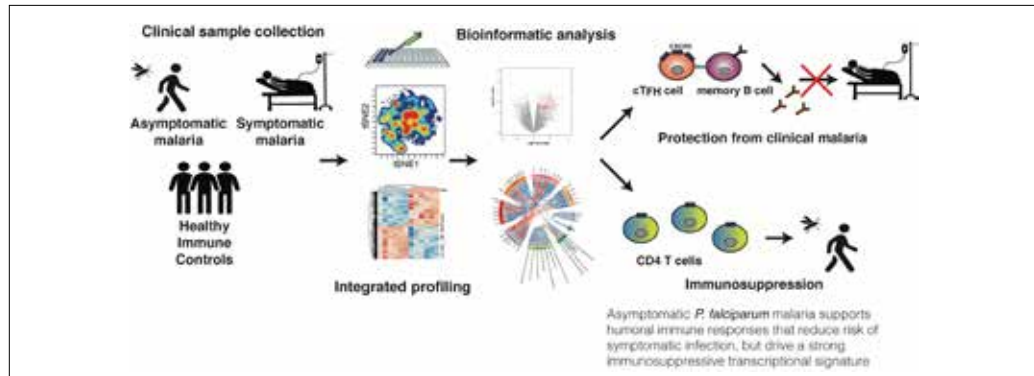 Clinical sample collection
Asymptomatic
malaria
Symptomatic
malaria
Healthy
Immune
Controls
tSNE2
tSNE1
Integrated profiling
Bioinformatic analysis
cTFH cell
memory B cell
Protection from clinical malaria
CD4 T cells
Immunosuppression
Asymptomatic P. falciparum malaria supports
humoral immune responses that reduce risk of
symptomatic infection, but drive a strong
immunosuppressive transcriptional signature